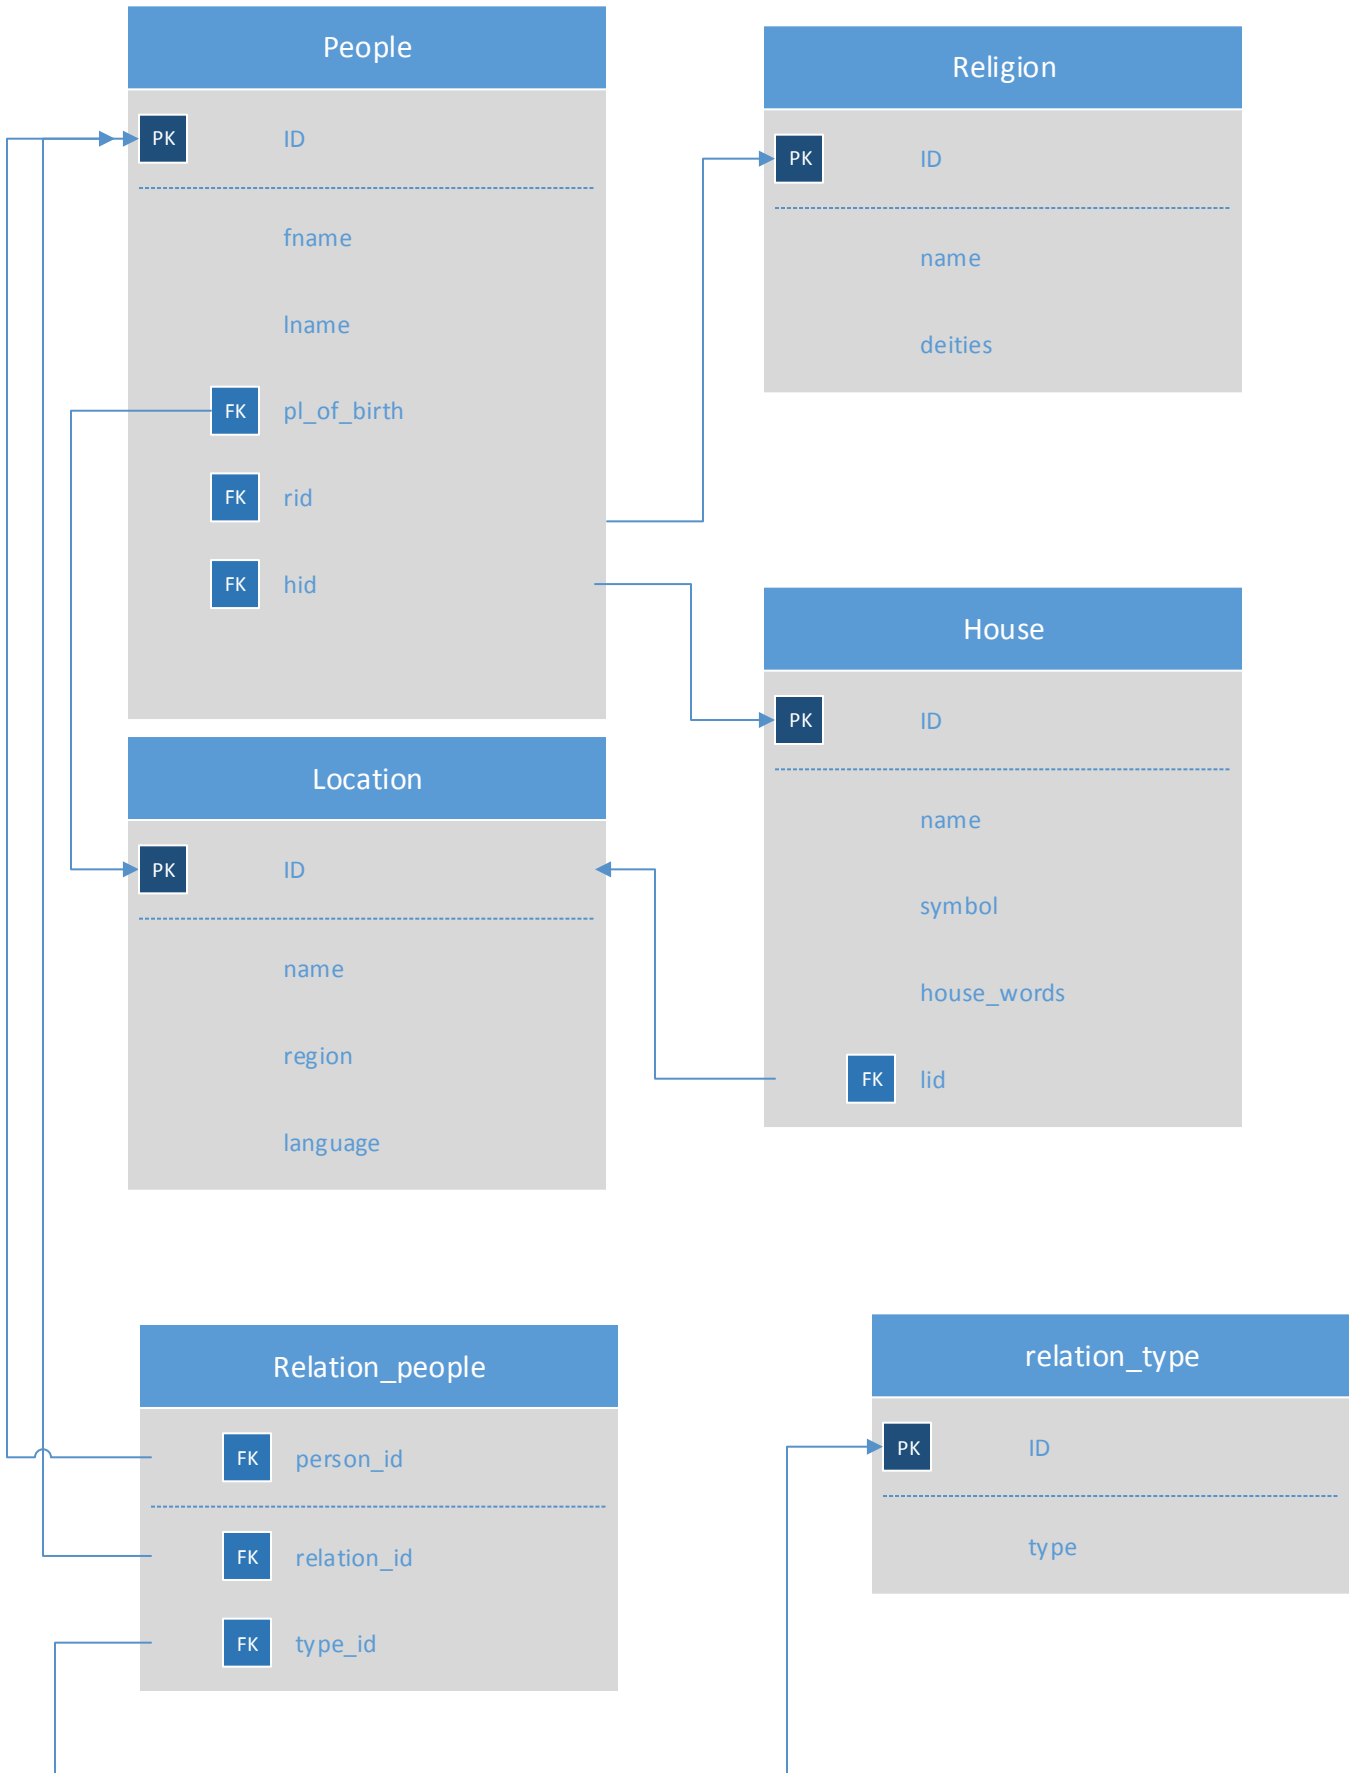 People
PK ID
fname
lname
FK pl_of_birth
FK rid
FK hid
Religion
PK ID
name
deities
House
PK ID
name
symbol
house_words
FK lid
Location
PK ID
name
region
language
Relation_people
FK person_id
FK relation_id
FK type_id
relation_type
PK ID
type